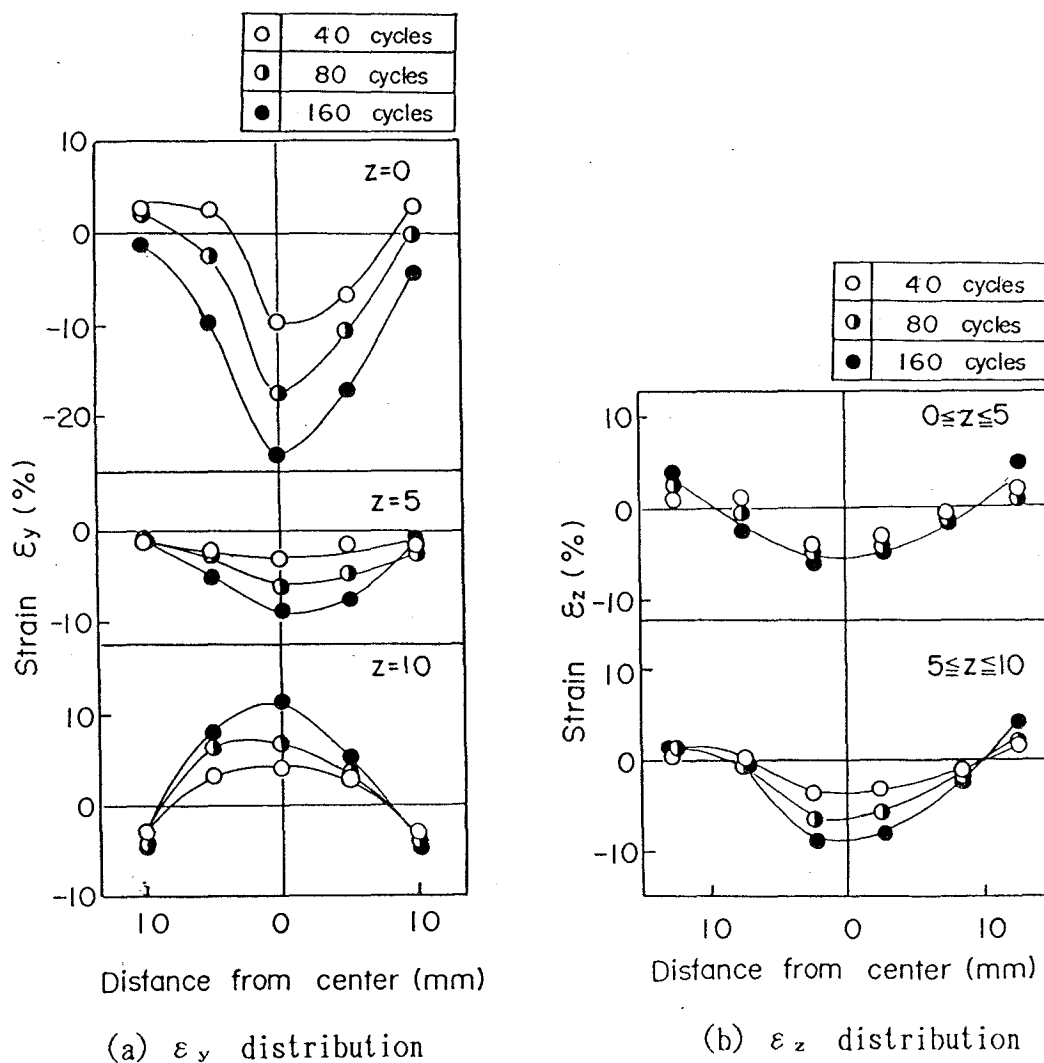 40 cycles
80 cycles
160 cycles
10
0
-10
-20
z=0
0
-10
z=5
10
0
-10
z=10
Strain εy (%)
10 0 10
Distance from center (mm)
(a) εy distribution
40 cycles
80 cycles
160 cycles
10
0
-10
0≦z≦5
10
0
-10
5≦z≦10
Strain εz (%)
10 0 10
Distance from center (mm)
(b) εz distribution